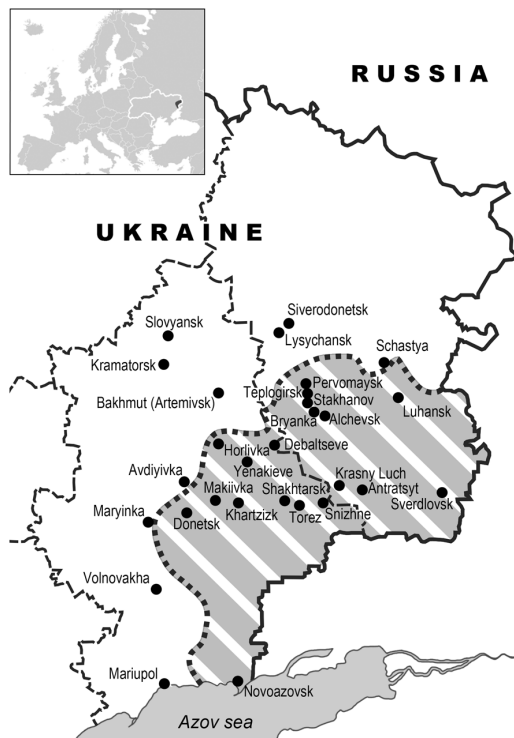 RUSSIA
UKRAINE
Siverodonetsk
Slovyansk
Lysychansk
Schastya
Kramatorsk
Pervomaysk
Teplogirsk
Stakhanov
Bakhmut (Artemivsk)
Luhansk
Bryanka
Alchevsk
Horlivka
Debaltseve
Yenakieve
Avdiyivka
Krasny Luch
Makiivka
Shakhtarsk
Antratsyt
Sverdlovsk
Khartzizk
Snizhne
Torez
Maryinka
Donetsk
Volnovakha
Mariupol
Novoazovsk
Azov sea